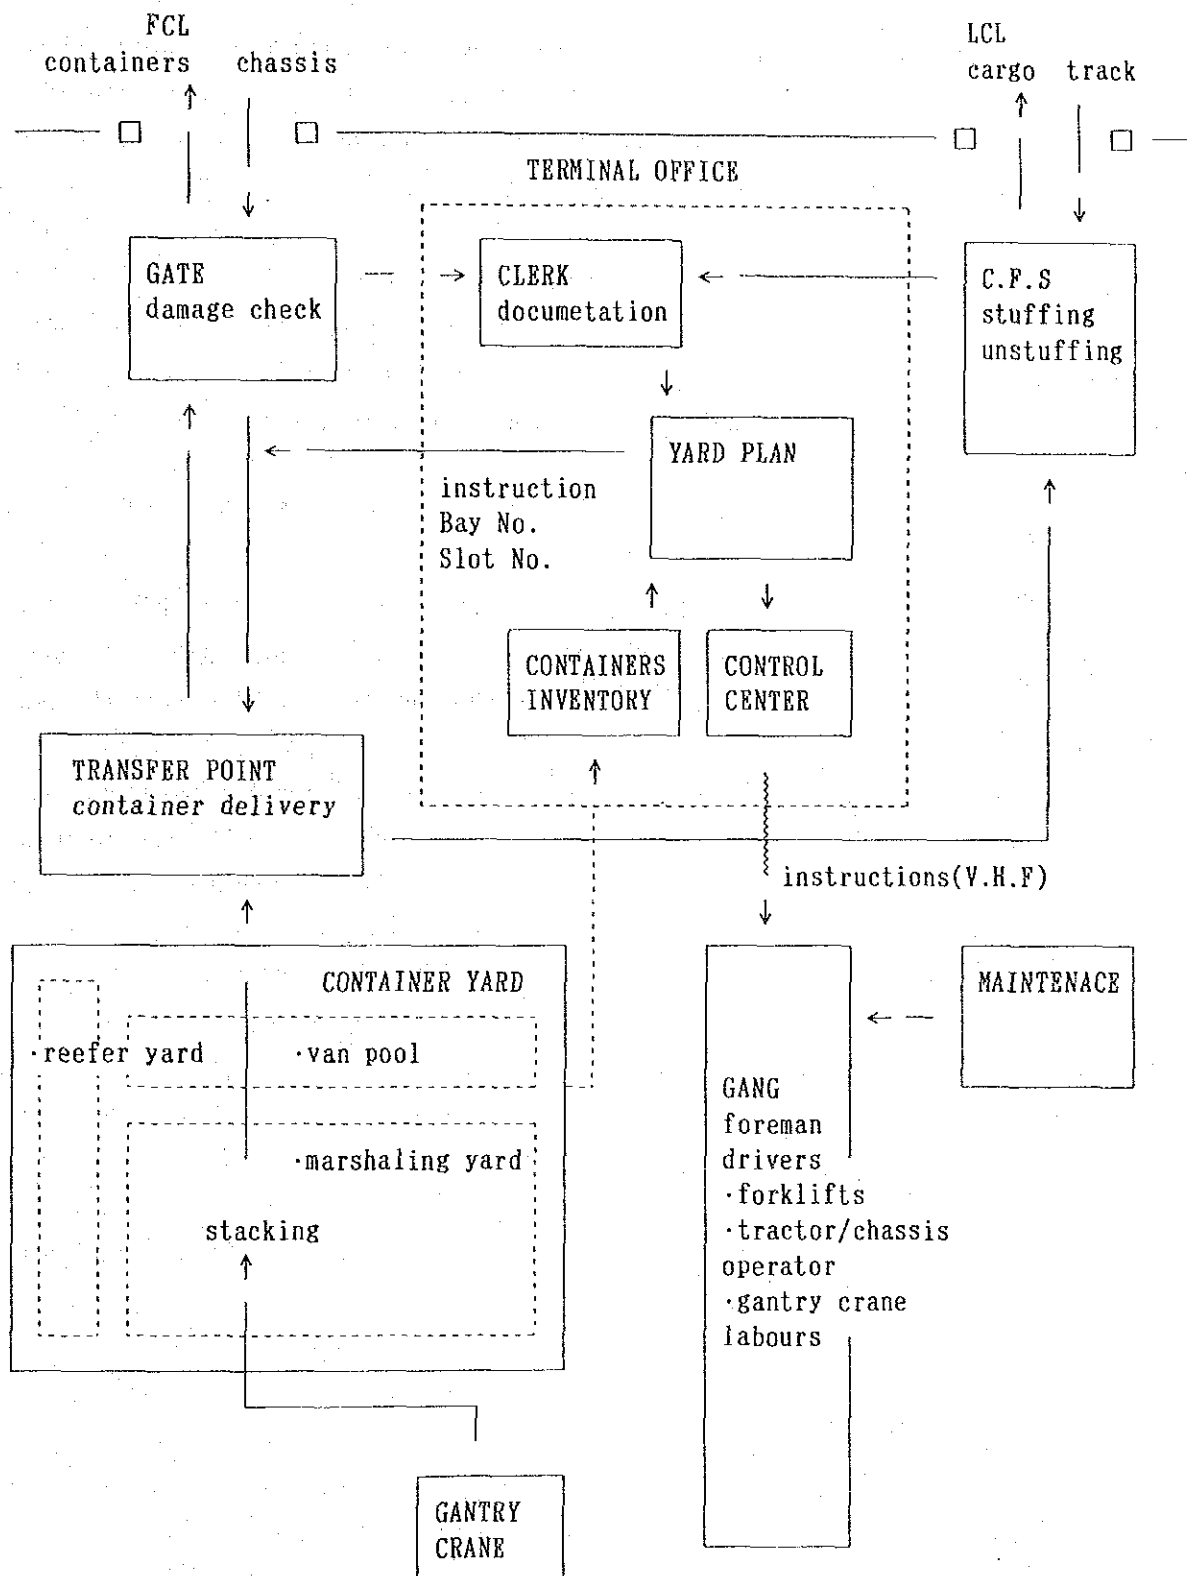 FCL
containers chassis
LCL
cargo track
TERMINAL OFFICE
GATE
damage check
CLERK
documetation
C.F.S
stuffing
unstuffing
YARD PLAN
instruction
Bay No.
Slot No.
CONTAINERS
INVENTORY
CONTROL
CENTER
TRANSFER POINT
container delivery
instructions(V.H.F)
CONTAINER YARD
·reefer yard
·van pool
·marshaling yard
stacking
GANG
foreman
drivers
·forklifts
·tractor/chassis
operator
·gantry crane
labours
MAINTENACE
GANTRY
CRANE